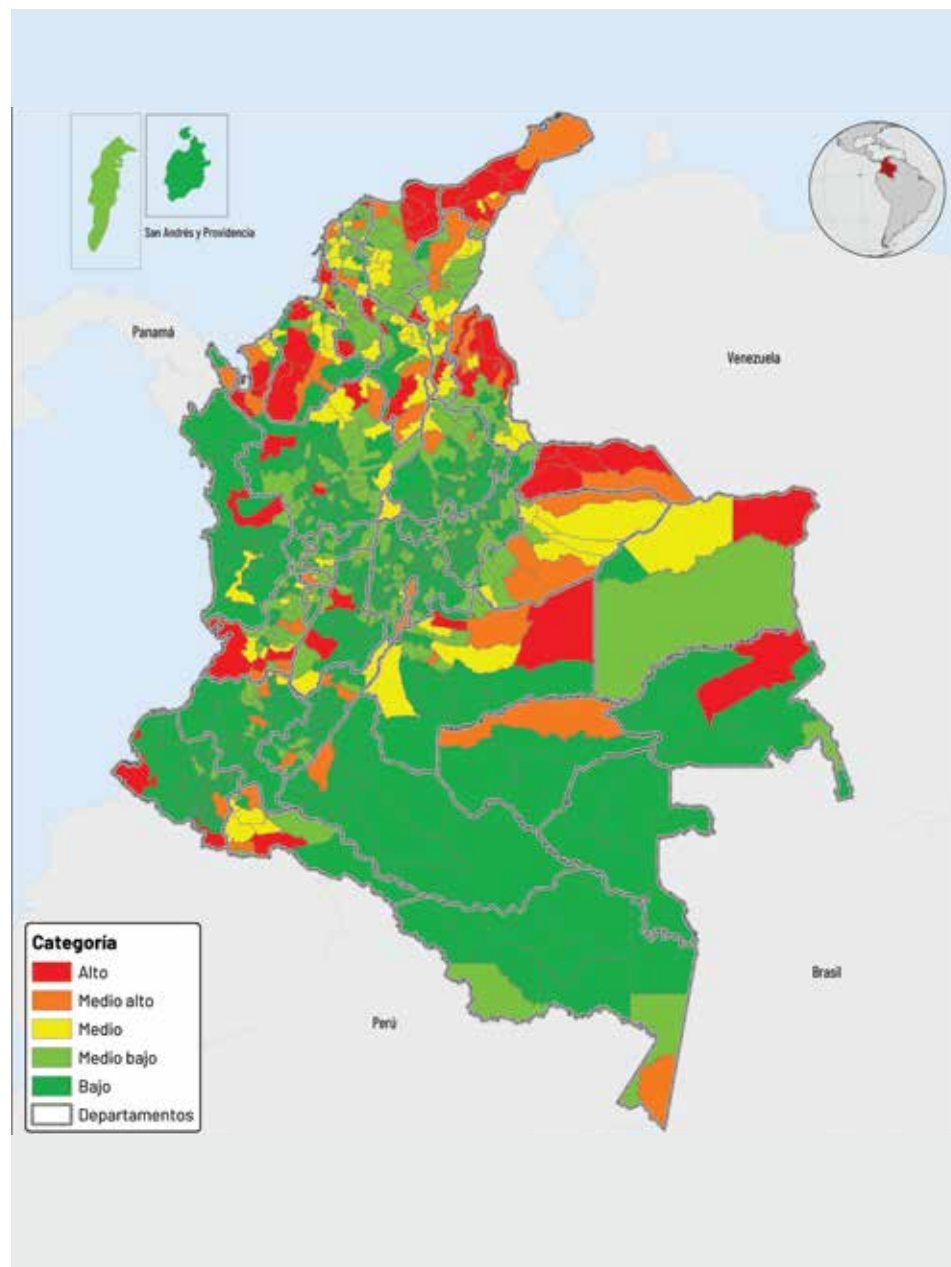 San Andrés y Providencia
Panamá
Venezuela
Brasil
Perú
Categoría
Alto
Medio alto
Medio
Medio bajo
Bajo
Departamentos